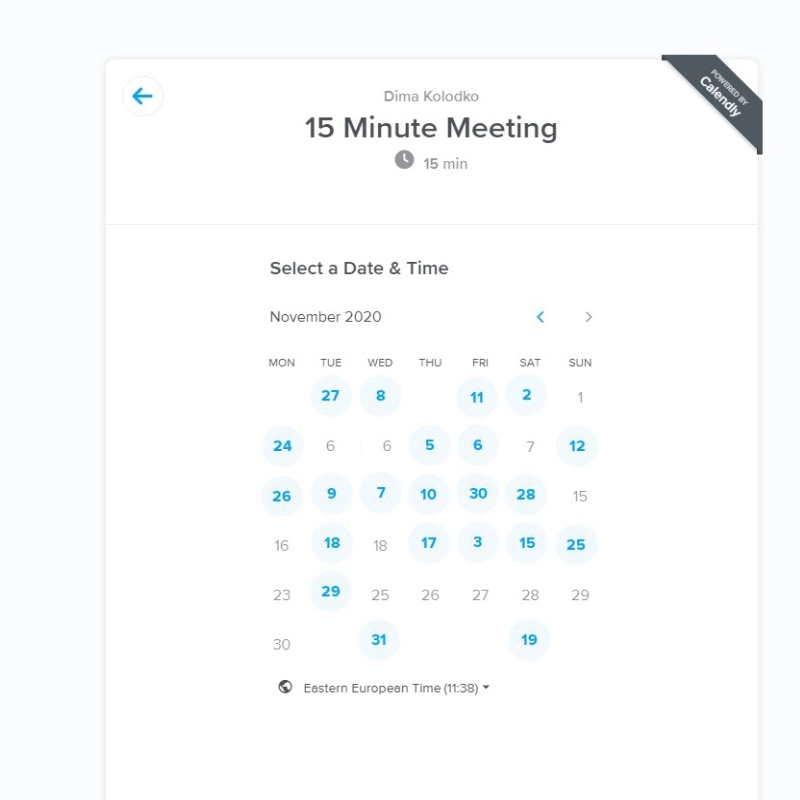 POWERED BY
Calendly
Dima Kolodko
15 Minute Meeting
15 min
Select a Date & Time
November 2020
MON TUE WED THU FRI SAT SUN
27 8 11 2 1
24 6 6 5 6 7 12
26 9 7 10 30 28 15
16 18 18 17 3 15 25
23 29 25 26 27 28 29
30 31 19
Eastern European Time (11:38)